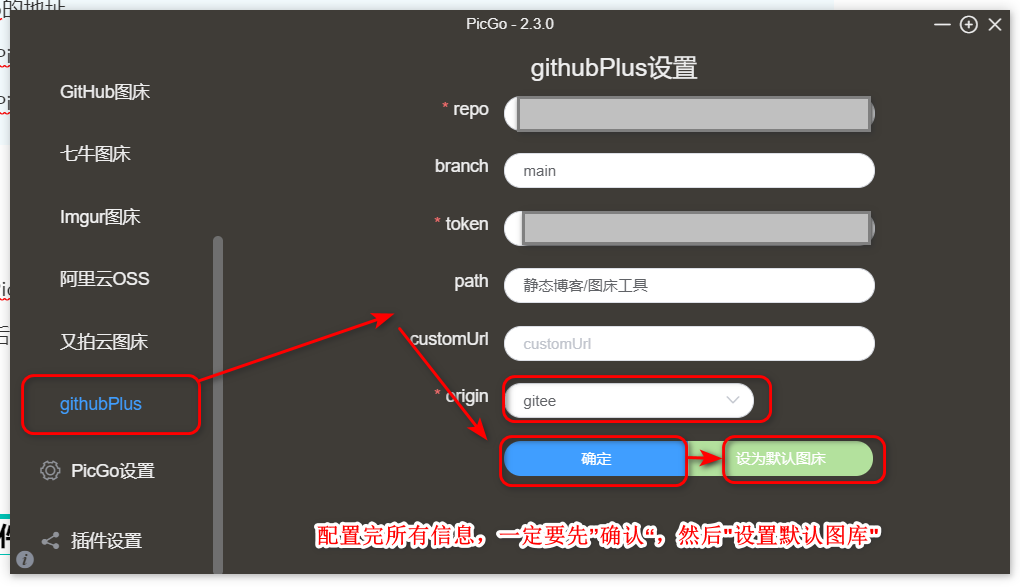 的地址
PicGo - 2.3.0
githubPlus设置
GitHub图床
七牛图床
Imgur图床
阿里云OSS
又拍云图床
githubPlus
PicGo设置
插件设置
* repo
branch
main
* token
path
静态博客/图床工具
customUrl
customUrl
* origin
gitee
确定
设为默认图床
配置完所有信息，一定要先”确认“，然后"设置默认图库"